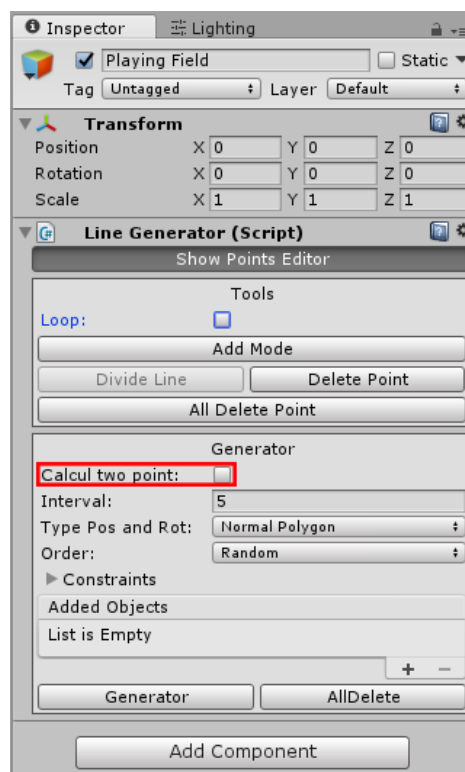 Inspector Lighting
Playing Field Static
Tag Untagged Layer Default
Transform
Position X 0 Y 0 Z 0
Rotation X 0 Y 0 Z 0
Scale X 1 Y 1 Z 1
Line Generator (Script)
Show Points Editor
Tools
Loop:
Add Mode
Divide Line Delete Point
All Delete Point
Generator
Calcul two point:
Interval: 5
Type Pos and Rot: Normal Polygon
Order: Random
Constraints
Added Objects
List is Empty
+ −
Generator AllDelete
Add Component